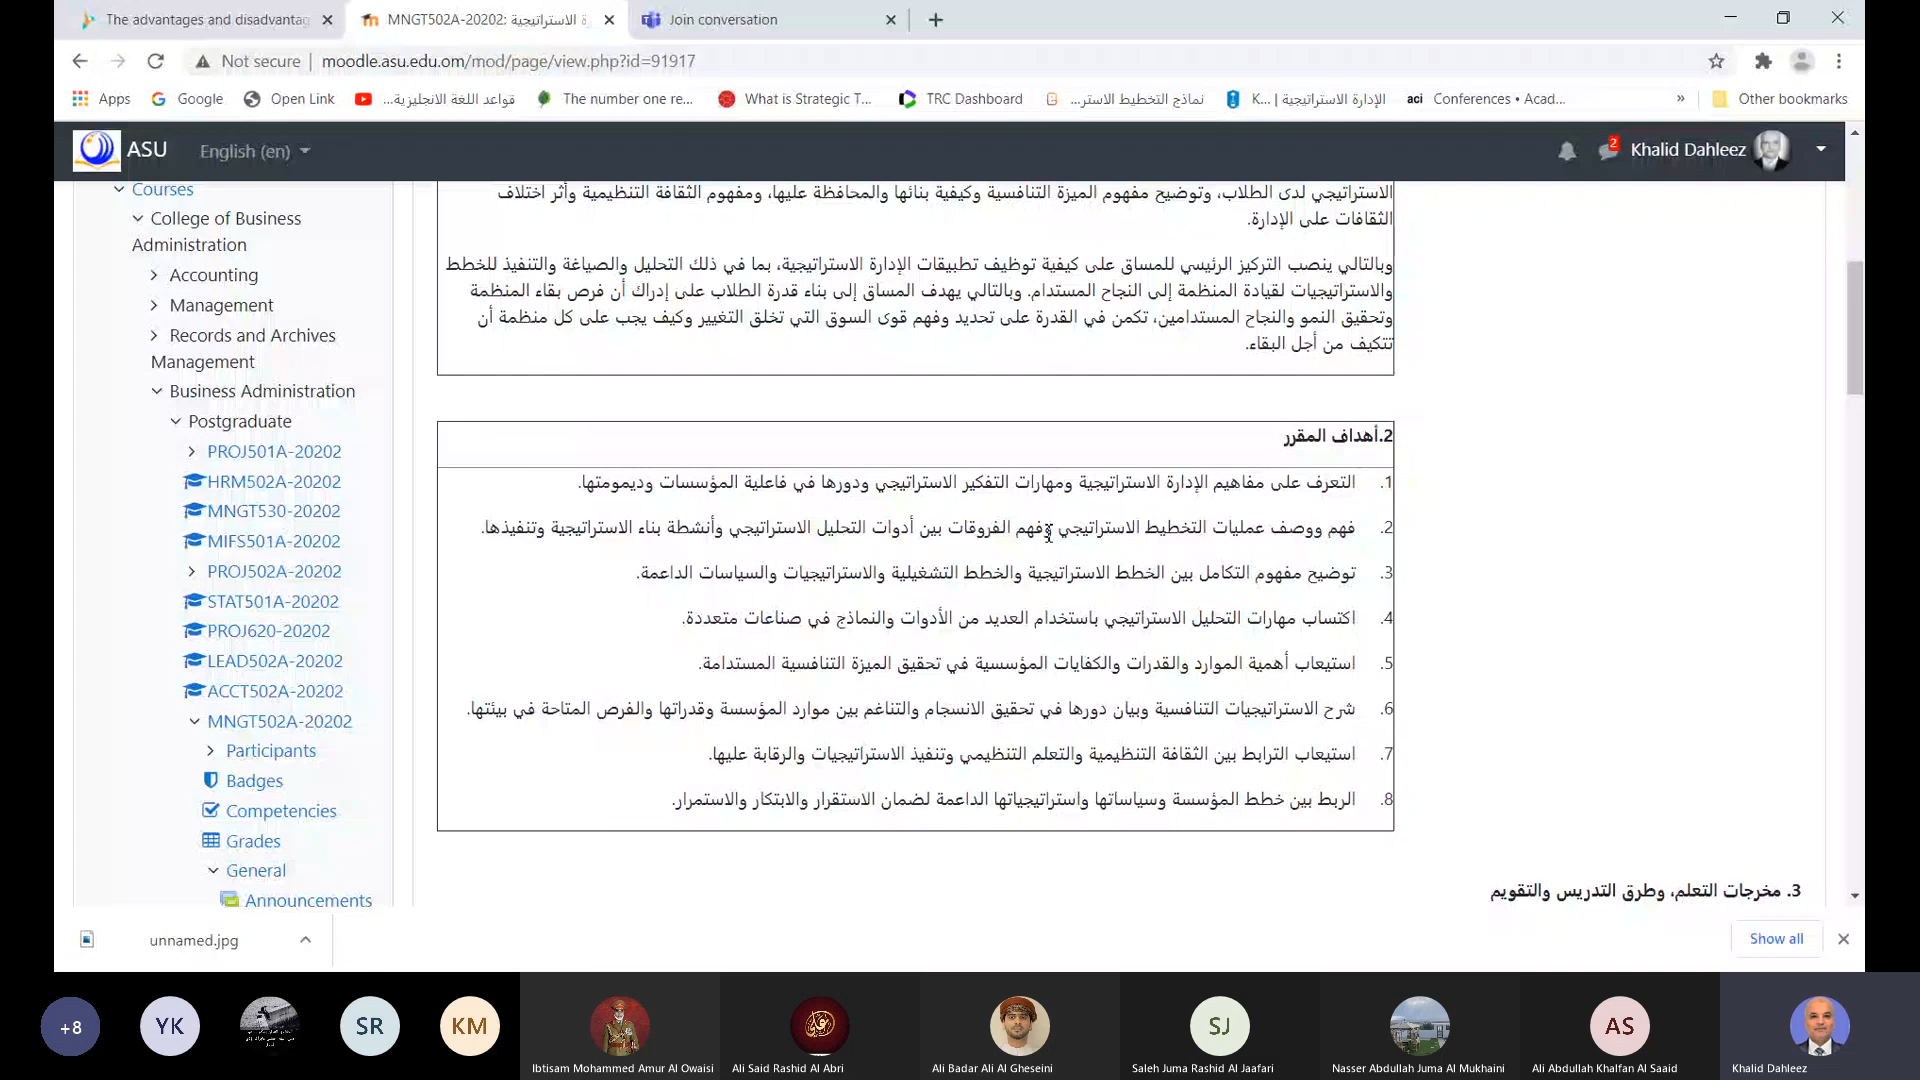 The advantages and disadvantag
MNGT502A-20202: ة الاستراتيجية
Join conversation
Not secure
moodle.asu.edu.om/mod/page/view.php?id=91917
Apps
Google
Open Link
قواعد اللغة الانجليزية...
The number one re...
What is Strategic T...
TRC Dashboard
نماذج التخطيط الاستر...
الإدارة الاستراتيجية | K...
aci Conferences • Acad...
»
Other bookmarks
ASU
English (en)
2
Khalid Dahleez
Courses
College of Business
Administration
Accounting
Management
Records and Archives
Management
Business Administration
Postgraduate
PROJ501A-20202
HRM502A-20202
MNGT530-20202
MIFS501A-20202
PROJ502A-20202
STAT501A-20202
PROJ620-20202
LEAD502A-20202
ACCT502A-20202
MNGT502A-20202
Participants
Badges
Competencies
Grades
General
Announcements
الاستراتيجي لدى الطلاب، وتوضيح مفهوم الميزة التنافسية وكيفية بنائها والمحافظة عليها، ومفهوم الثقافة التنظيمية وأثر اختلاف
الثقافات على الإدارة.
وبالتالي ينصب التركيز الرئيسي للمساق على كيفية توظيف تطبيقات الإدارة الاستراتيجية، بما في ذلك التحليل والصياغة والتنفيذ للخطط
والاستراتيجيات لقيادة المنظمة إلى النجاح المستدام. وبالتالي يهدف المساق إلى بناء قدرة الطلاب على إدراك أن فرص بقاء المنظمة
وتحقيق النمو والنجاح المستدامين، تكمن في القدرة على تحديد وفهم قوى السوق التي تخلق التغيير وكيف يجب على كل منظمة أن
تتكيف من أجل البقاء.
2.أهداف المقرر
1. التعرف على مفاهيم الإدارة الاستراتيجية ومهارات التفكير الاستراتيجي ودورها في فاعلية المؤسسات وديمومتها.
2. فهم ووصف عمليات التخطيط الاستراتيجي وفهم الفروقات بين أدوات التحليل الاستراتيجي وأنشطة بناء الاستراتيجية وتنفيذها.
3. توضيح مفهوم التكامل بين الخطط الاستراتيجية والخطط التشغيلية والاستراتيجيات والسياسات الداعمة.
4. اكتساب مهارات التحليل الاستراتيجي باستخدام العديد من الأدوات والنماذج في صناعات متعددة.
5. استيعاب أهمية الموارد والقدرات والكفايات المؤسسية في تحقيق الميزة التنافسية المستدامة.
6. شرح الاستراتيجيات التنافسية وبيان دورها في تحقيق الانسجام والتناغم بين موارد المؤسسة وقدراتها والفرص المتاحة في بيئتها.
7. استيعاب الترابط بين الثقافة التنظيمية والتعلم التنظيمي وتنفيذ الاستراتيجيات والرقابة عليها.
8. الربط بين خطط المؤسسة وسياساتها واستراتيجياتها الداعمة لضمان الاستقرار والابتكار والاستمرار.
3. مخرجات التعلم، وطرق التدريس والتقويم
unnamed.jpg
Show all
+8
YK
SR
KM
SJ
AS
Ibtisam Mohammed Amur Al Owaisi
Ali Said Rashid Al Abri
Ali Badar Ali Al Gheseini
Saleh Juma Rashid Al Jaafari
Nasser Abdullah Juma Al Mukhaini
Ali Abdullah Khalfan Al Saaid
Khalid Dahleez